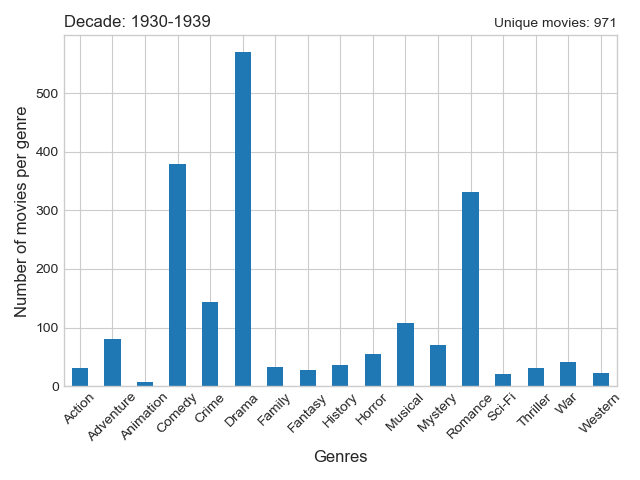 Decade: 1930-1939
Unique movies: 971
Number of movies per genre
500
400
300
200
100
0
Action
Adventure
Animation
Comedy
Crime
Drama
Family
Fantasy
History
Horror
Musical
Mystery
Romance
Sci-Fi
Thriller
War
Western
Genres